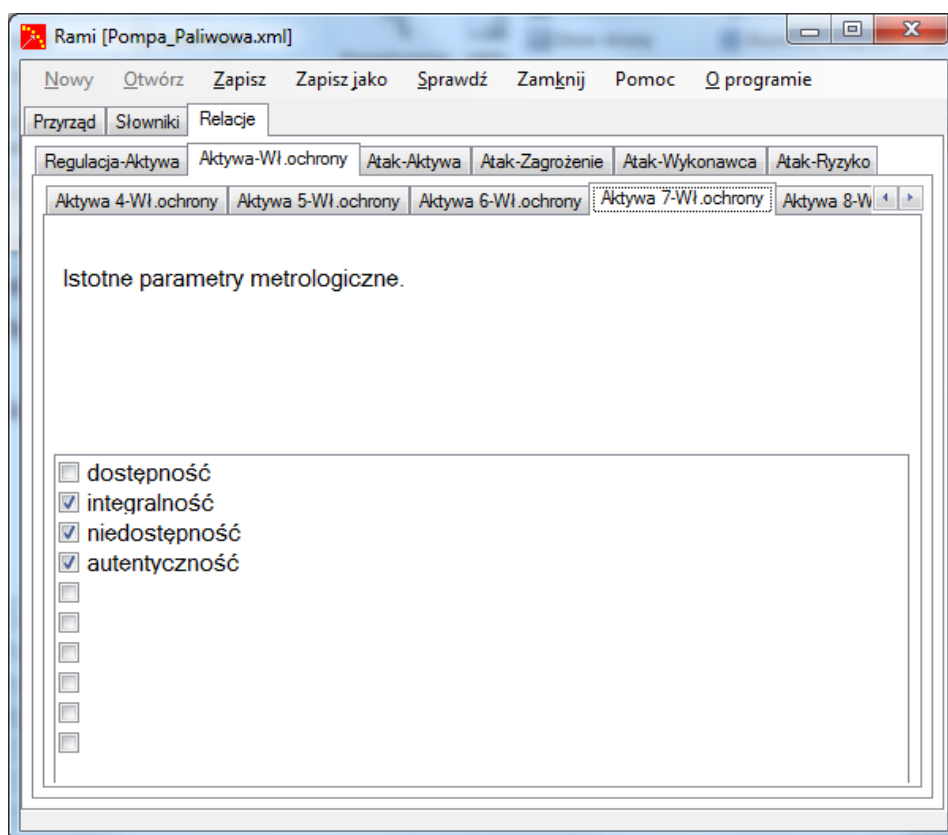 Rami [Pompa_Paliwowa.xml]
Nowy Otwórz Zapisz Zapisz jako Sprawdź Zamknij Pomoc O programie
Przyrząd Słowniki Relacje
Regulacja-Aktywa Aktywa-Wł.ochrony Atak-Aktywa Atak-Zagrożenie Atak-Wykonawca Atak-Ryzyko
Aktywa 4-Wł.ochrony Aktywa 5-Wł.ochrony Aktywa 6-Wł.ochrony Aktywa 7-Wł.ochrony Aktywa 8-W
Istotne parametry metrologiczne.
dostępność
integralność
niedostępność
autentyczność